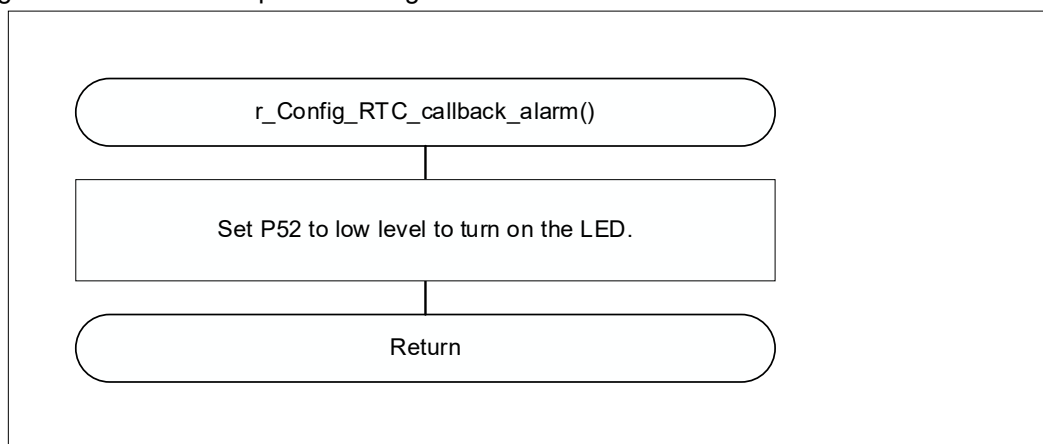 r_Config_RTC_callback_alarm()
Set P52 to low level to turn on the LED.
Return